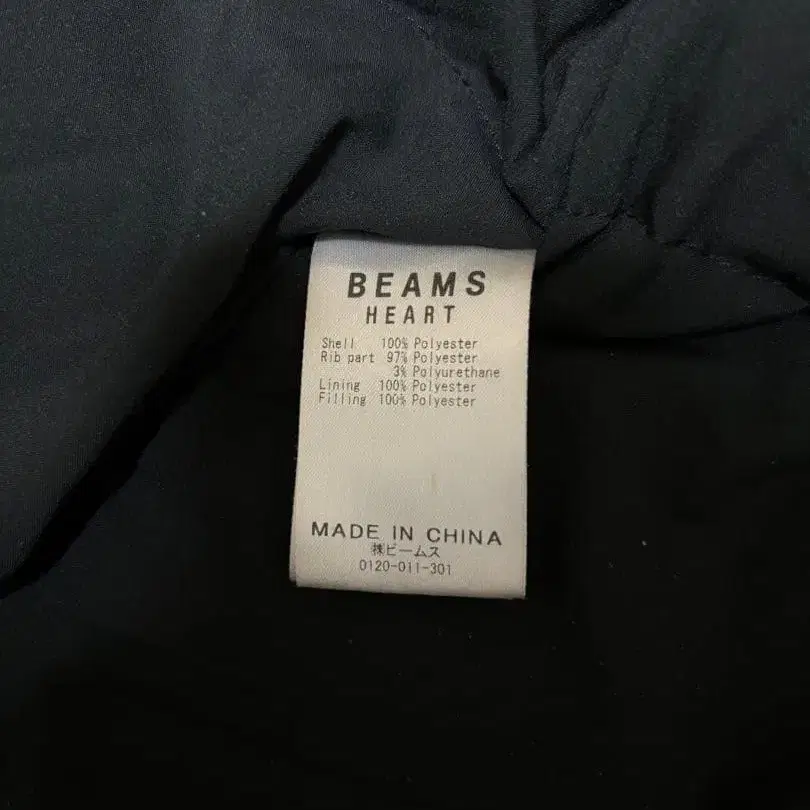 BEAMS
HEART
Shell 100% Polyester
Rib part 97% Polyester
3% Polyurethane
Lining 100% Polyester
Filling 100% Polyester
MADE IN CHINA
㈱ビームス
0120-011-301